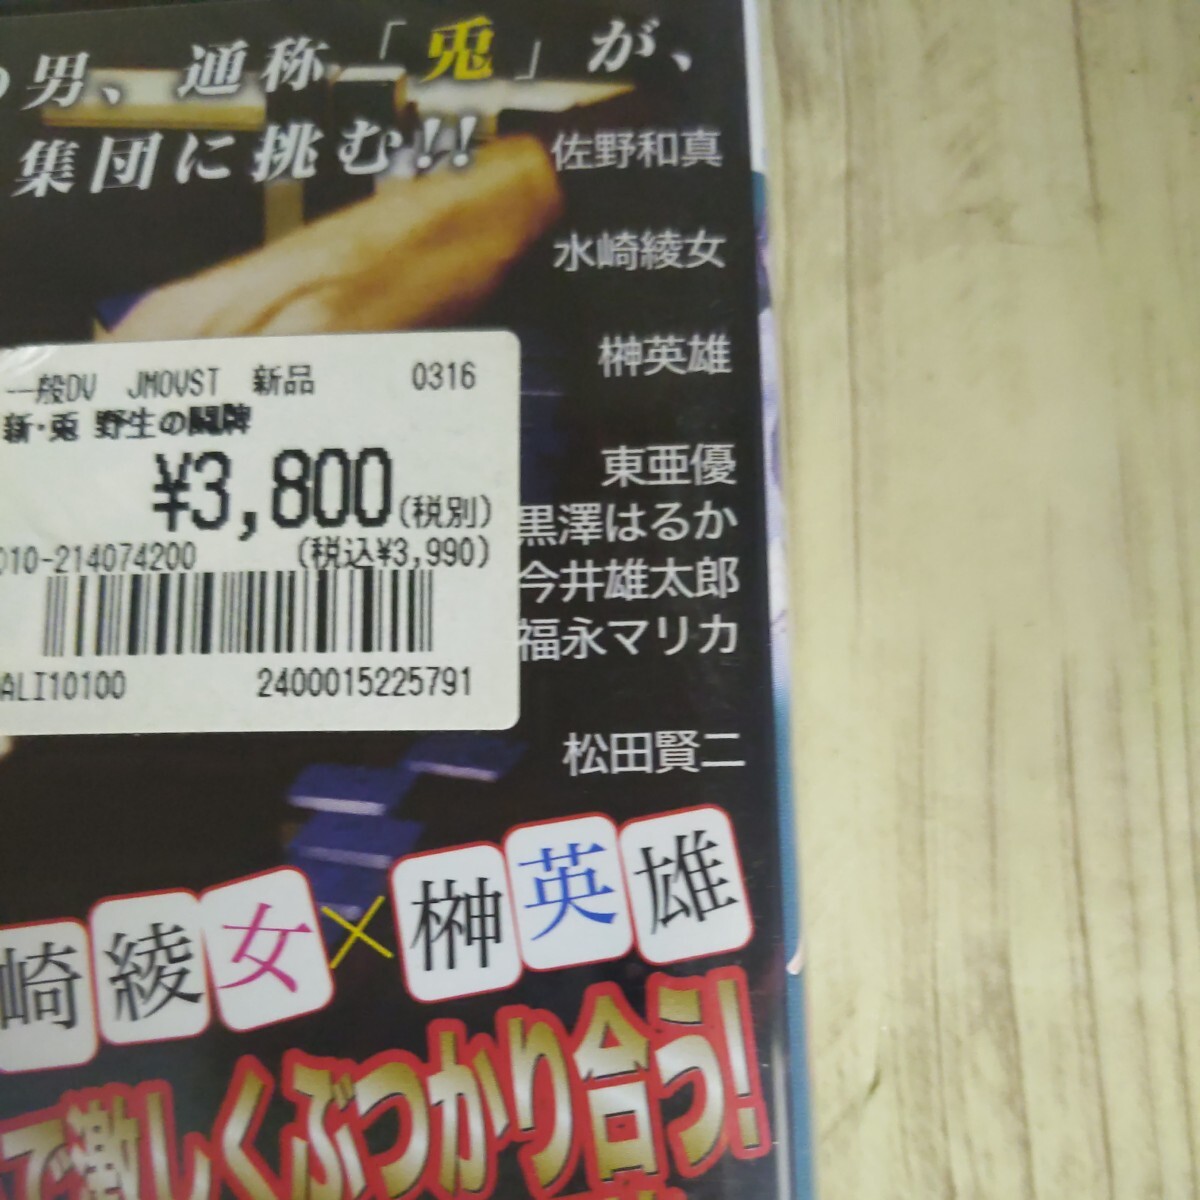 の男、通称「兎」が、
集団に挑む!!
佐野和真
水崎綾女
榊英雄
東亜優
黒澤はるか
今井雄太郎
福永マリカ
松田賢二
一般DV JMOVST 新品 0316
新・兎 野生の闘牌
¥3,800(税別)
(税込¥3,990)
010-214074200
ALI10100 2400015225791
崎綾女×榊英雄
で激しくぶつかり合う!